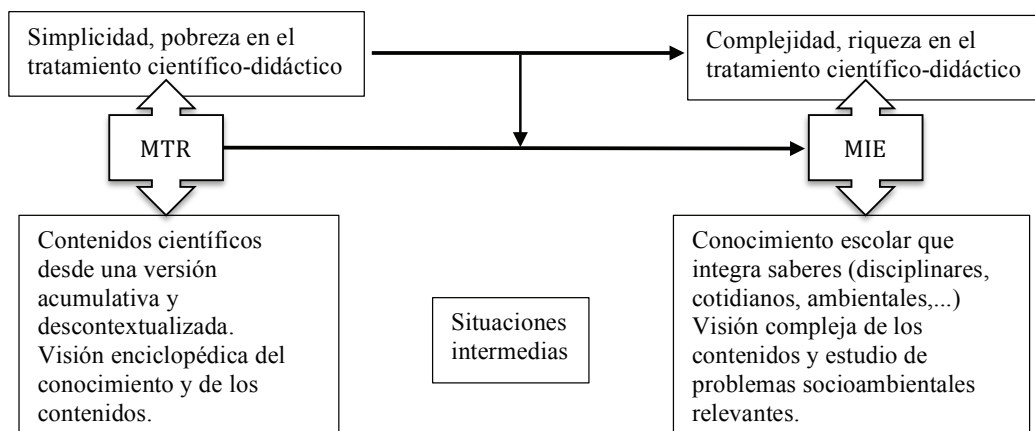 Simplicidad, pobreza en el
tratamiento científico-didáctico
Complejidad, riqueza en el
tratamiento científico-didáctico
MTR
MIE
Contenidos científicos
desde una versión
acumulativa y
descontextualizada.
Visión enciclopédica del
conocimiento y de los
contenidos.
Situaciones
intermedias
Conocimiento escolar que
integra saberes (disciplinares,
cotidianos, ambientales,...)
Visión compleja de los
contenidos y estudio de
problemas socioambientales
relevantes.